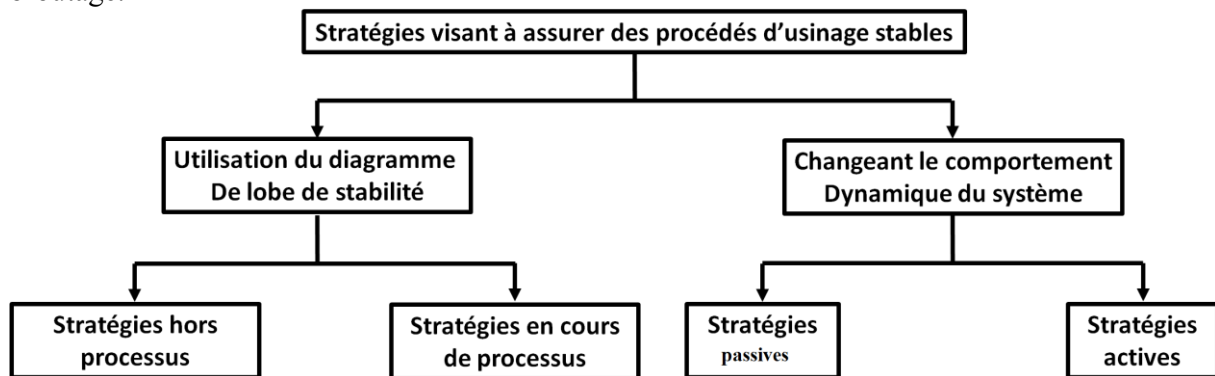 Stratégies visant à assurer des procédés d'usinage stables
Utilisation du diagramme
De lobe de stabilité
Changeant le comportement
Dynamique du système
Stratégies hors
processus
Stratégies en cours
de processus
Stratégies
passives
Stratégies
actives